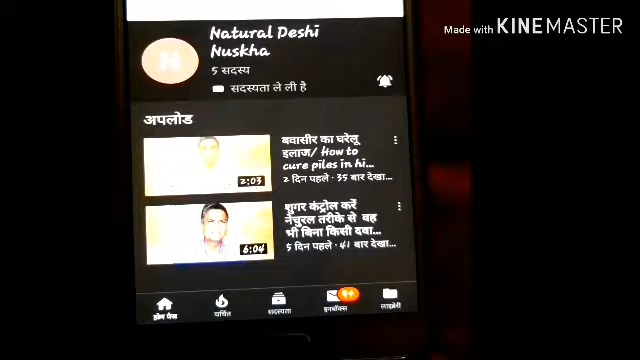 Made with KINEMASTER
Natural Deshi
Nuskha
N
5 सदस्य
सदस्यता ले ली है
अपलोड
बवासीर का घरेलू
इलाज/ How to
cure piles in hi...
2 दिन पहले · 35 बार देखा...
2:03
शुगर कंट्रोल करें
नेचुरल तरीके से वह
भी बिना किसी दवा...
5 दिन पहले · 41 बार देखा...
6:04
9+
होम पेज
चर्चित
सदस्यता
इनबॉक्स
लाइब्रेरी